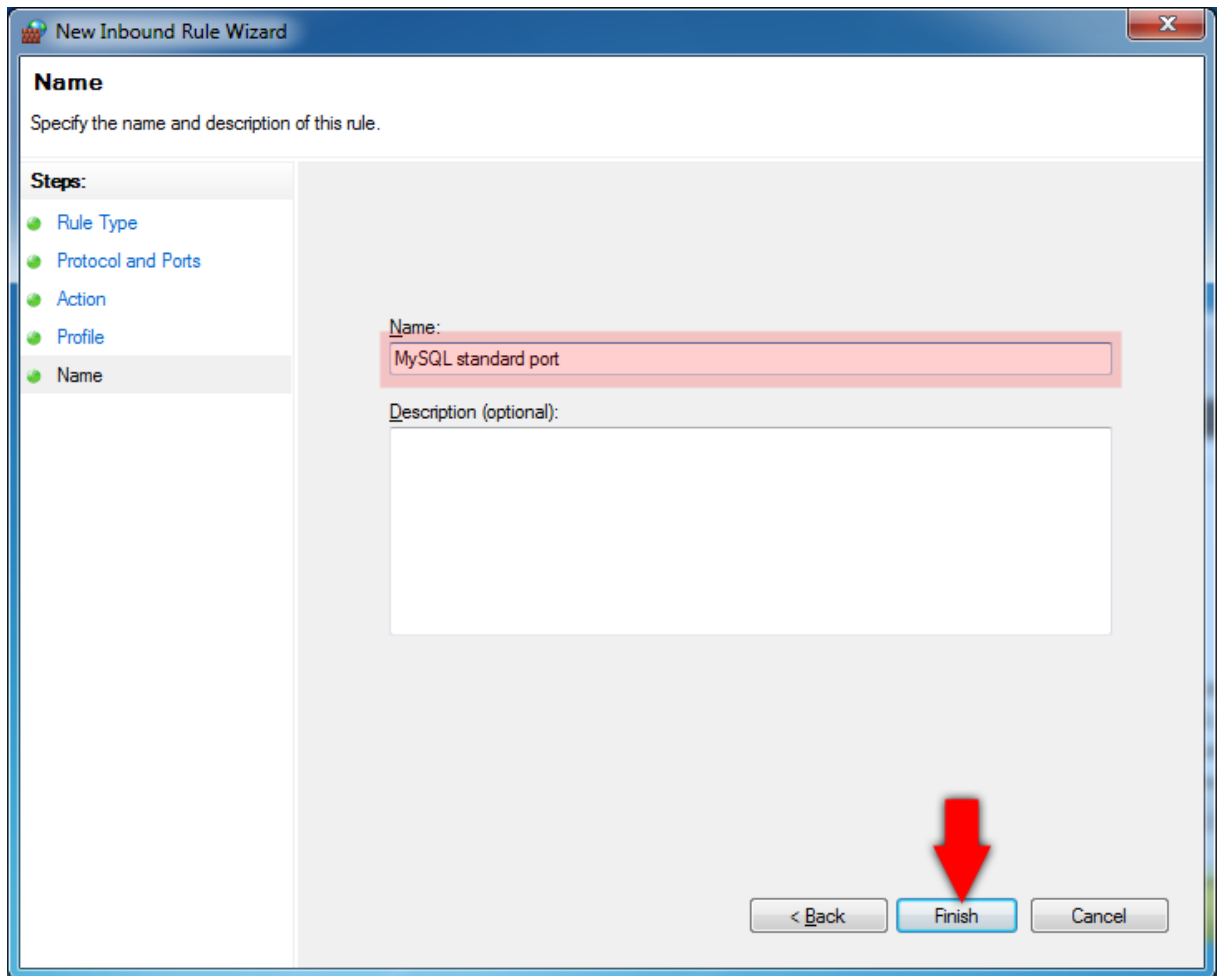 New Inbound Rule Wizard
Name
Specify the name and description of this rule.
Steps:
Rule Type
Protocol and Ports
Action
Profile
Name
Name:
MySQL standard port
Description (optional):
< Back Finish Cancel